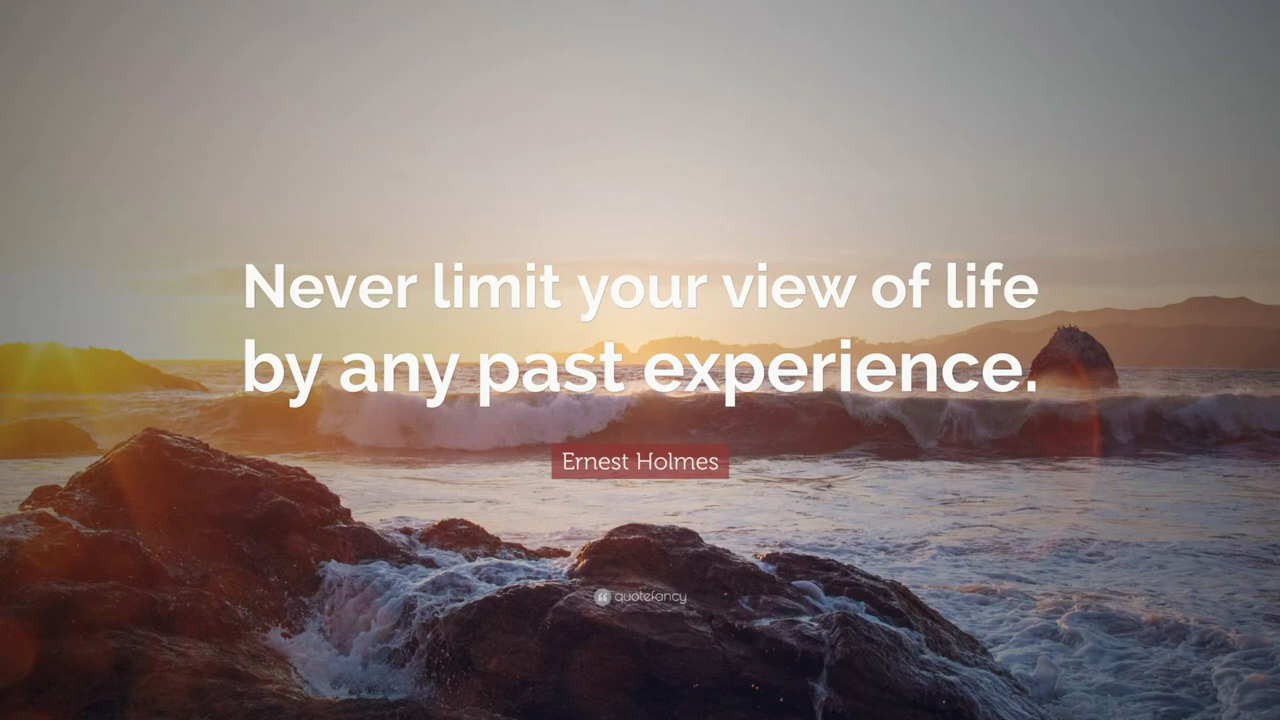 Never limit your view of life
by any past experience.
Ernest Holmes
quotefancy